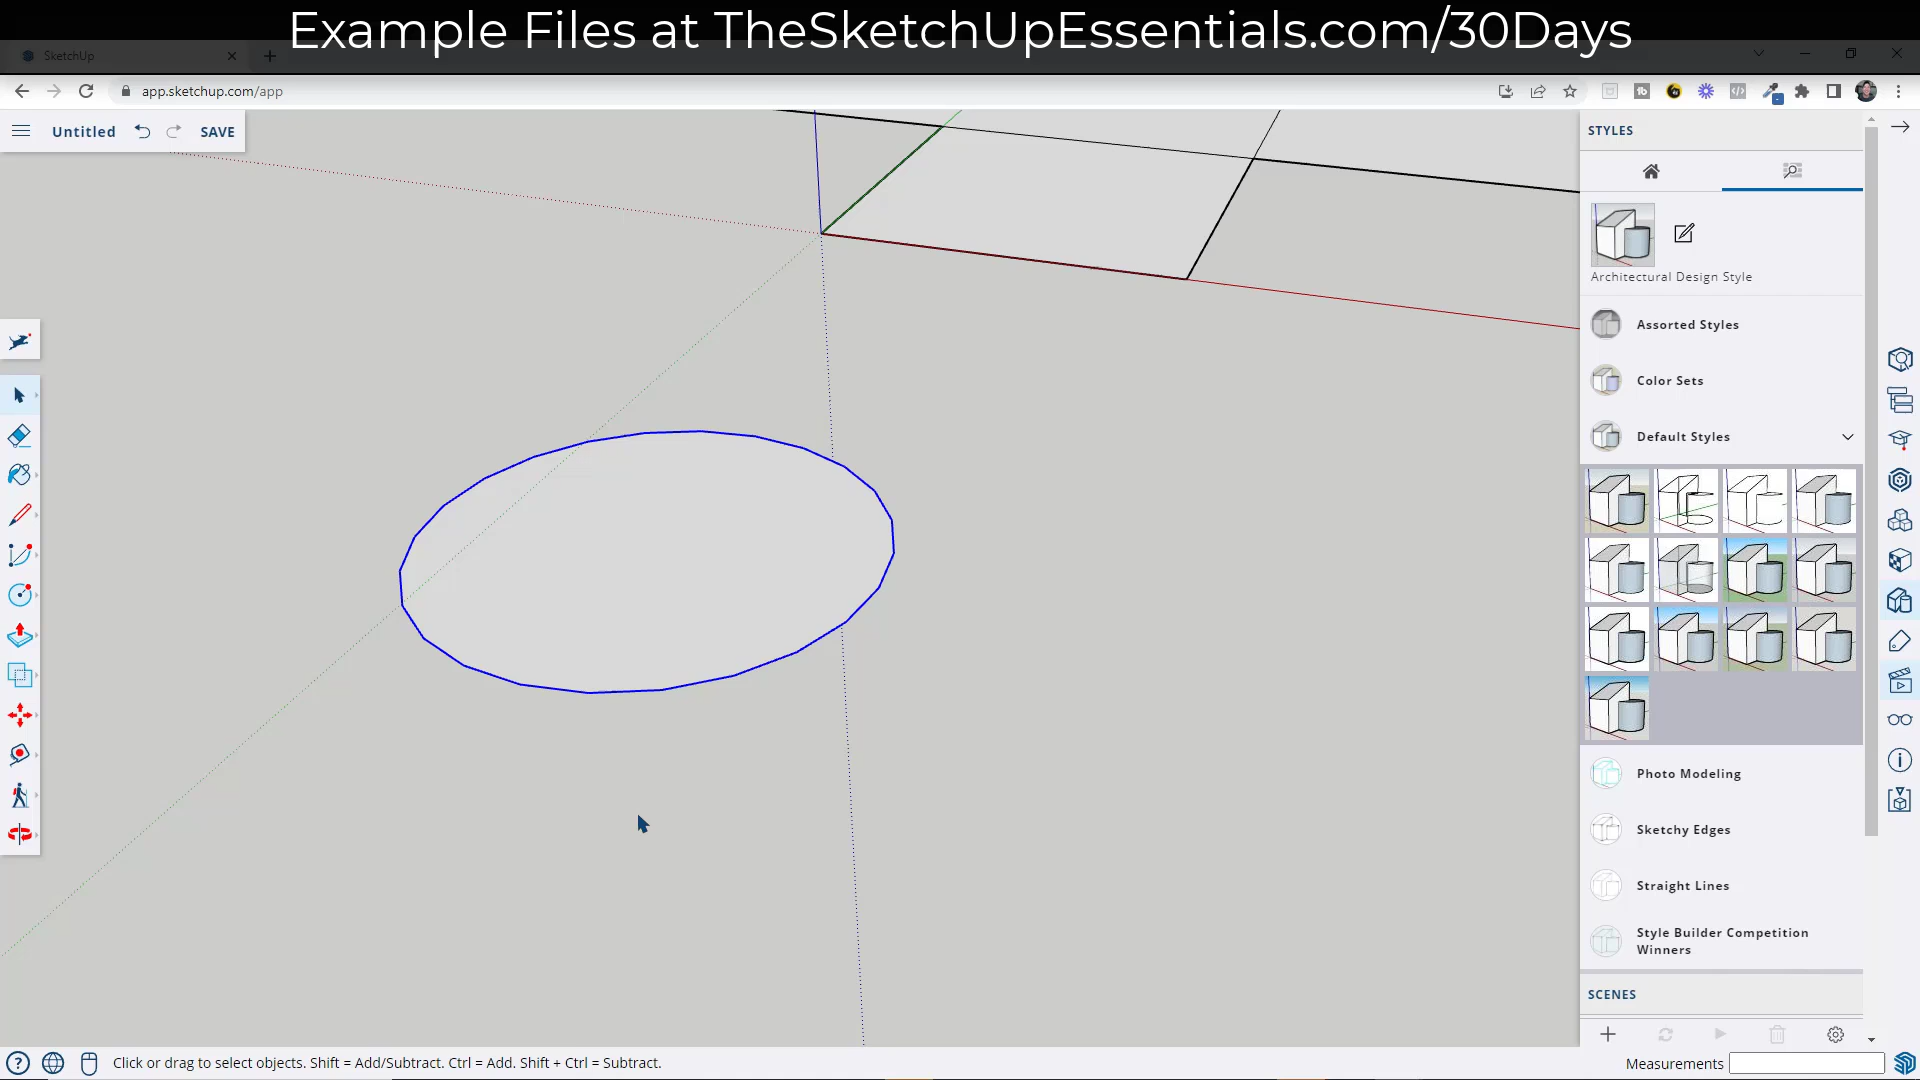 Example Files at TheSketchUpEssentials.com/30Days
SketchUp
app.sketchup.com/app
Untitled
SAVE
STYLES
Architectural Design Style
Assorted Styles
Color Sets
Default Styles
Photo Modeling
Sketchy Edges
Straight Lines
Style Builder Competition
Winners
SCENES
Click or drag to select objects. Shift = Add/Subtract. Ctrl = Add. Shift + Ctrl = Subtract.
Measurements